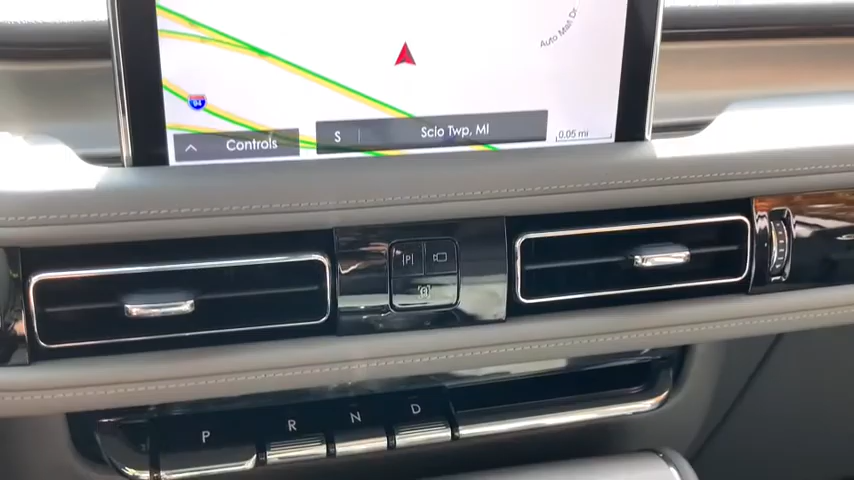 Auto Mall Dr
94
Controls
S
Scio Twp, MI
0.05 mi
P
P R N D